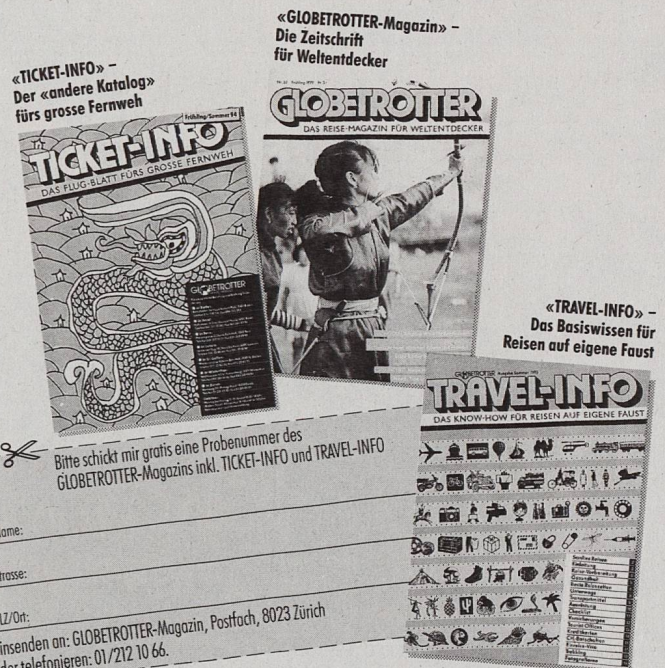 «GLOBETROTTER-Magazin» –
Die Zeitschrift
für Weltentdecker
«TICKET-INFO» –
Der «andere Katalog»
fürs grosse Fernweh
Frühling/Sommer 94
TICKET-INFO
DAS FLUG-BLATT FÜRS GROSSE FERNWEH
GLOBETROTTER
GLOBETROTTER
DAS REISE-MAGAZIN FÜR WELTENTDECKER
«TRAVEL-INFO» –
Das Basiswissen für
Reisen auf eigene Faust
GLOBETROTTER
TRAVEL-INFO
DAS KNOW-HOW FÜR REISEN AUF EIGENE FAUST
Bitte schickt mir gratis eine Probenummer des
GLOBETROTTER-Magazins inkl. TICKET-INFO und TRAVEL-INFO
ame:
trasse:
LZ/Ort:
insenden an: GLOBETROTTER-Magazin, Postfach, 8023 Zürich
der telefonieren: 01/212 10 66.